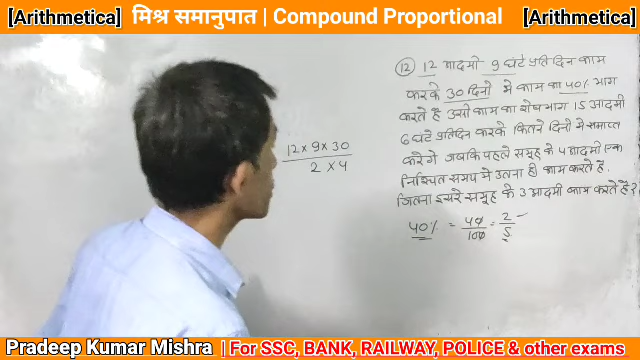 [Arithmetica] मिश्र समानुपात | Compound Proportional [Arithmetica]
(12) 12 आदमी 9 घंटे प्रतिदिन काम
करके 30 दिनों में काम का 40% भाग
करते हैं उसी काम का शेष भाग 15 आदमी
6 घंटे प्रतिदिन करके कितने दिनों में समाप्त
करेंगे जबकि पहले समूह के 4 आदमी एक
निश्चित समय में उतना ही काम करते हैं.
जितना दूसरे समूह के 3 आदमी काम करते हैं?
12 × 9 × 30
2 × 4
40% = 40/100 = 2/5
Pradeep Kumar Mishra | For SSC, BANK, RAILWAY, POLICE & other exams